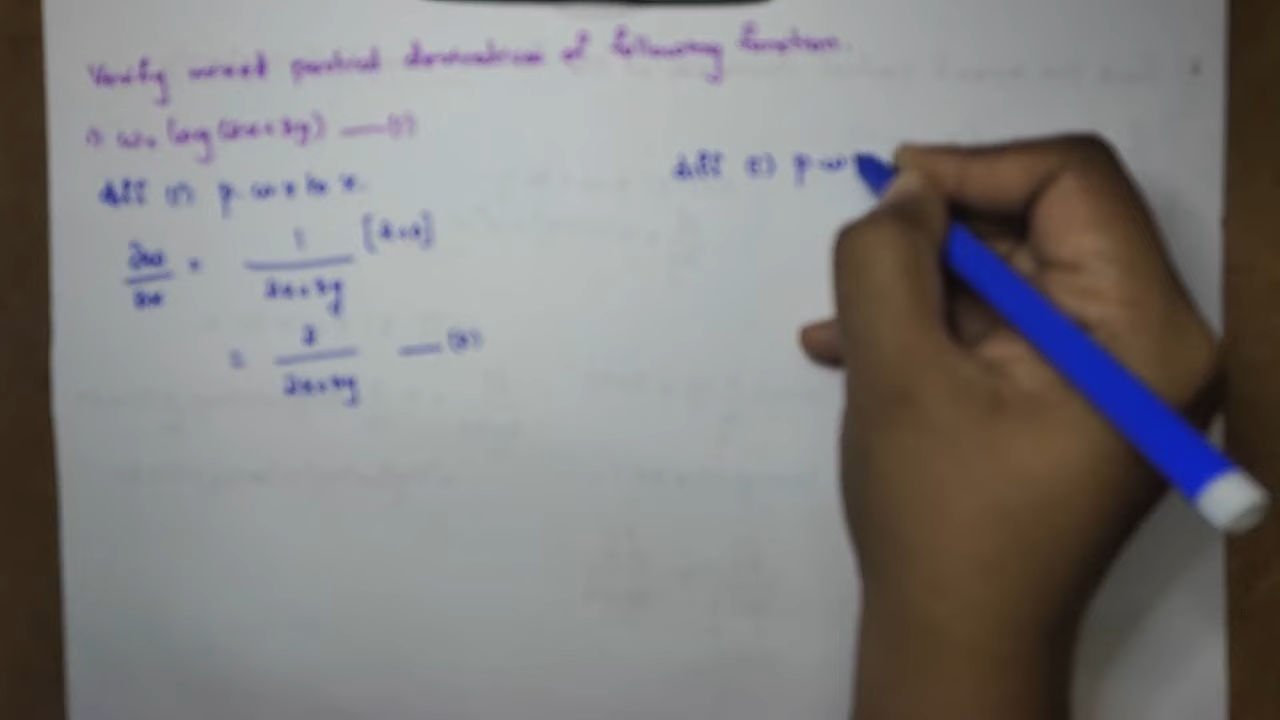 Verify mixed partial derivatives of following function.
1) w = log(2x+3y) —(1)
diff (1) p. w. r. to x.
∂w/∂x = 1/(2x+3y) [2+0]
= 2/(2x+3y) —(2)
diff (1) p. w. r